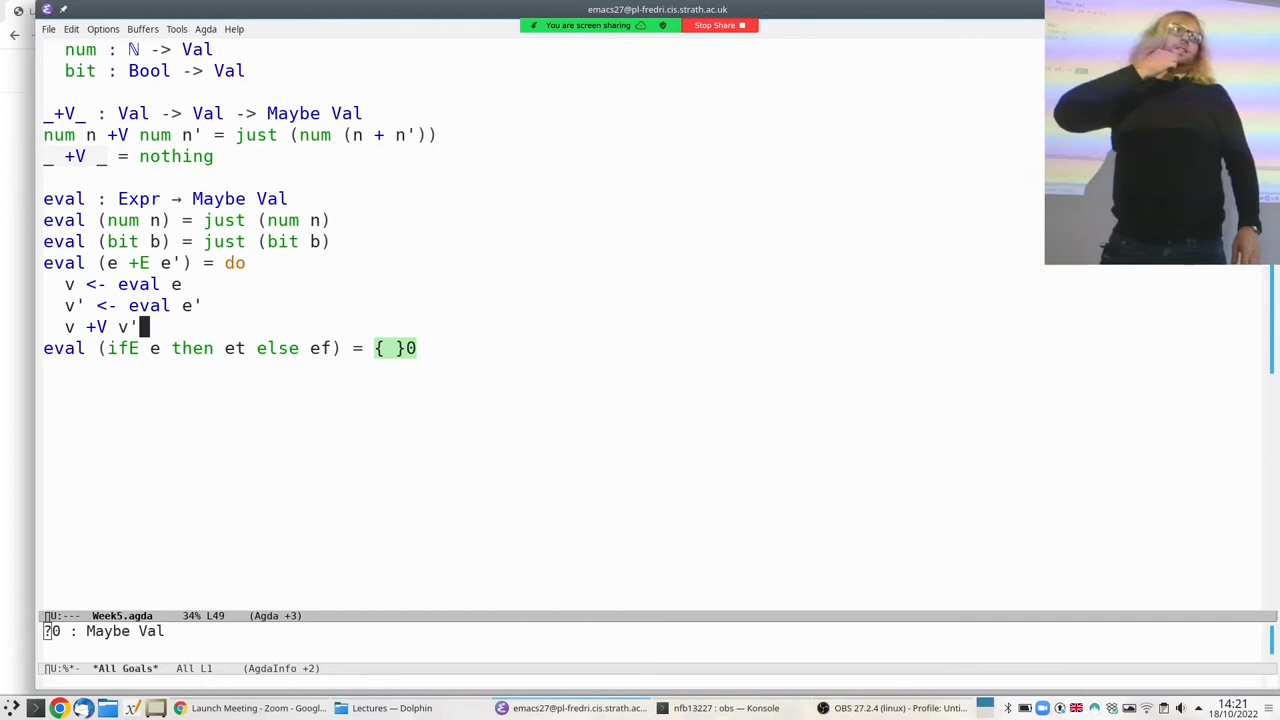 emacs27@pl-fredri.cis.strath.ac.uk
File Edit Options Buffers Tools Agda Help
You are screen sharing
Stop Share
num : ℕ -> Val
bit : Bool -> Val
_+V_ : Val -> Val -> Maybe Val
num n +V num n' = just (num (n + n'))
_ +V _ = nothing
eval : Expr → Maybe Val
eval (num n) = just (num n)
eval (bit b) = just (bit b)
eval (e +E e') = do
v <- eval e
v' <- eval e'
v +V v'
eval (ifE e then et else ef) = { }0
U:--- Week5.agda 34% L49 (Agda +3)
?0 : Maybe Val
U:%*- *All Goals* All L1 (AgdaInfo +2)
Launch Meeting - Zoom - Googl...
Lectures — Dolphin
emacs27@pl-fredri.cis.strath.ac.uk...
nfb13227 : obs — Konsole
OBS 27.2.4 (linux) - Profile: Unti...
14:21
18/10/2022